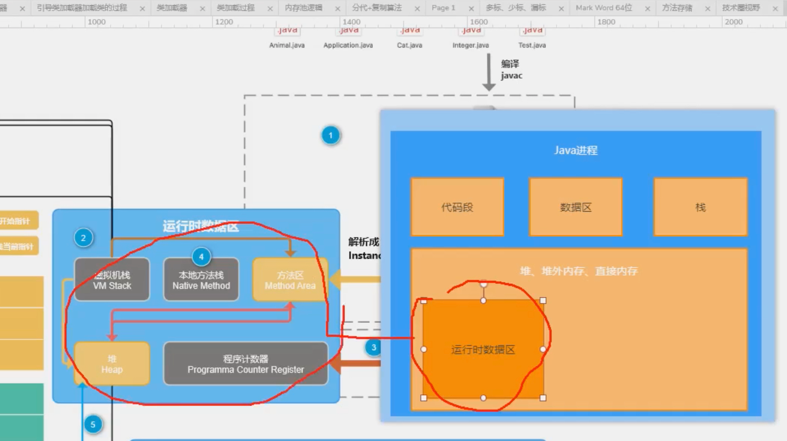 引导类加载器加载类的过程
类加载器
类加载过程
内存池逻辑
分代+复制算法
Page 1
多标、少标、漏标
Mark Word 64位
方法存储
技术圈视野
1000
1200
1400
1600
1800
2000
.java
.java
.java
.java
.java
Animal.java
Application.java
Cat.java
Integer.java
Test.java
编译
javac
1
Java进程
代码段
数据区
栈
堆、堆外内存、直接内存
运行时数据区
运行时数据区
2
4
虚拟机栈
VM Stack
本地方法栈
Native Method
方法区
Method Area
解析成
Instanc
堆
Heap
程序计数器
Programma Counter Register
3
5
开始指针
当前指针